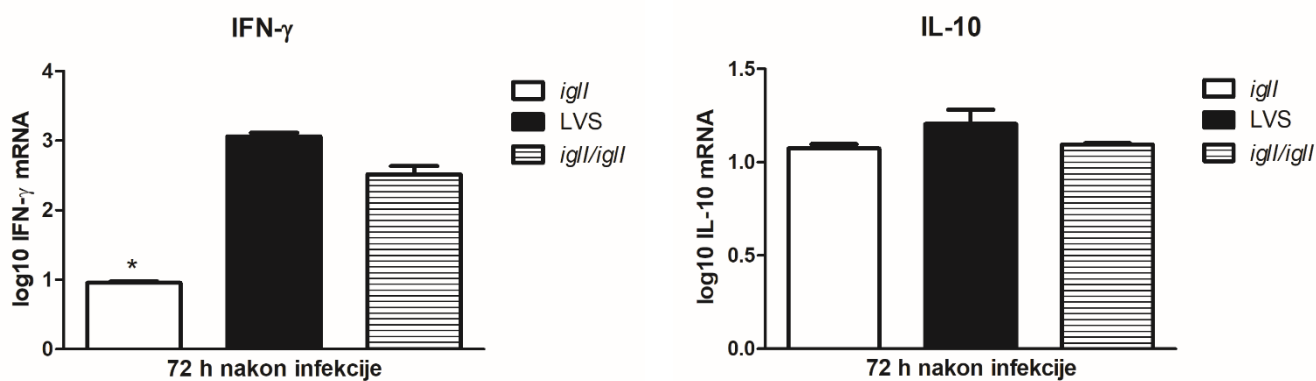 IFN-γ
4
3
2
1
0
log10 IFN-γ mRNA
*
72 h nakon infekcije
iglI
LVS
iglI/iglI
IL-10
1.5
1.0
0.5
0.0
log10 IL-10 mRNA
72 h nakon infekcije
iglI
LVS
iglI/iglI